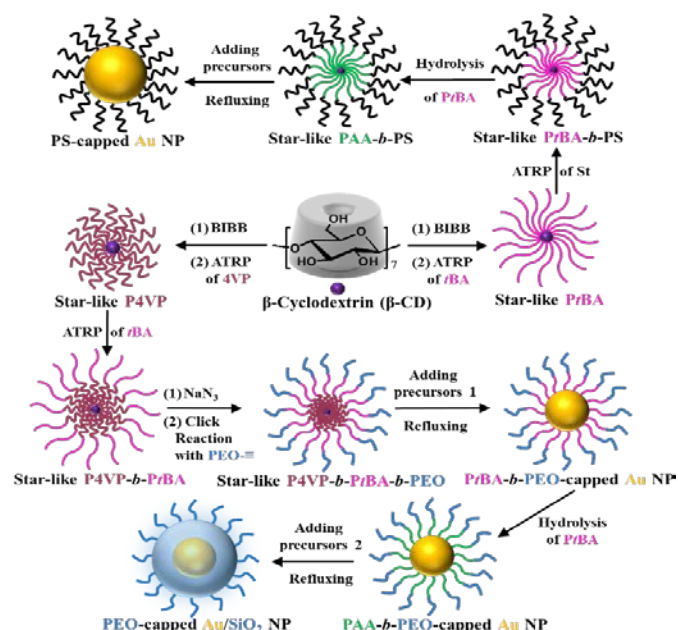 Adding
precursors
Refluxing
Hydrolysis
of PtBA
PS-capped Au NP
Star-like PAA-b-PS
Star-like PtBA-b-PS
ATRP of St
(1) BIBB
(2) ATRP
of 4VP
OH
O
O
HO
OH
7
(1) BIBB
(2) ATRP
of tBA
Star-like P4VP
β-Cyclodextrin (β-CD)
Star-like PtBA
ATRP of tBA
(1) NaN3
(2) Click
Reaction
with PEO-≡
Adding
precursors 1
Refluxing
Star-like P4VP-b-PtBA
Star-like P4VP-b-PtBA-b-PEO
PtBA-b-PEO-capped Au NP
Hydrolysis
of PtBA
Adding
precursors 2
Refluxing
PEO-capped Au/SiO2 NP
PAA-b-PEO-capped Au NP